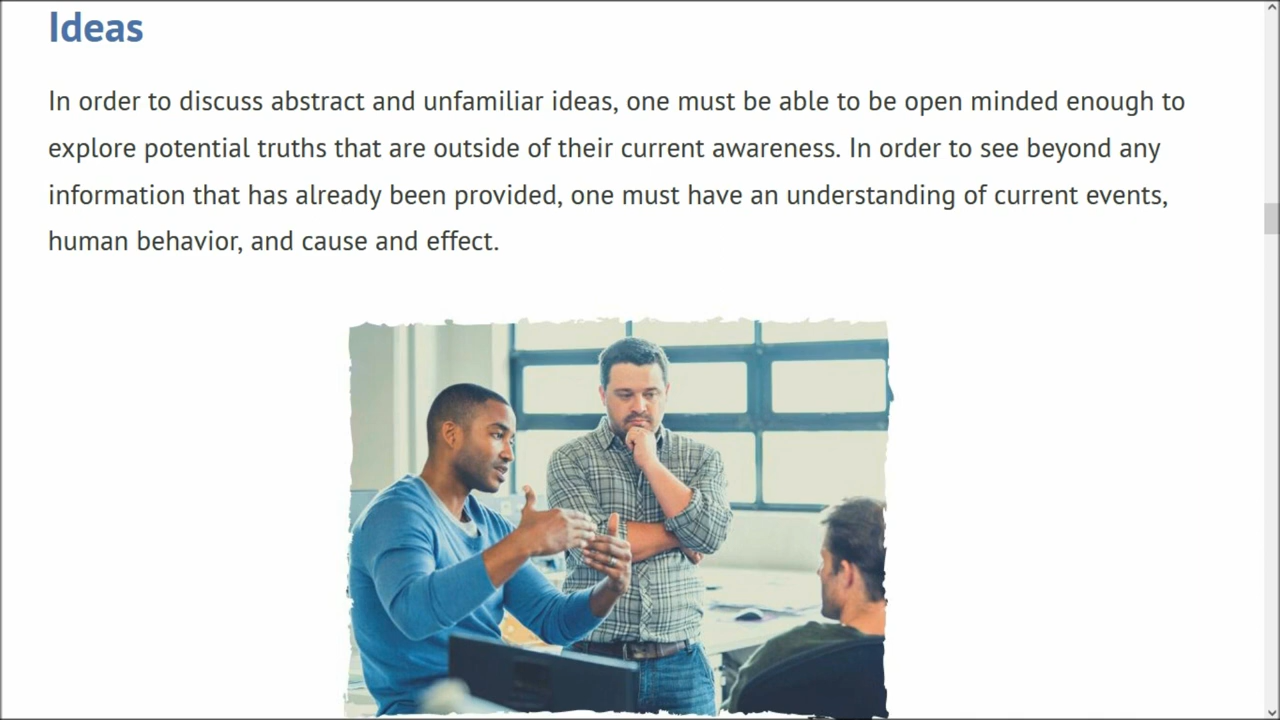 Ideas
In order to discuss abstract and unfamiliar ideas, one must be able to be open minded enough to
explore potential truths that are outside of their current awareness. In order to see beyond any
information that has already been provided, one must have an understanding of current events,
human behavior, and cause and effect.